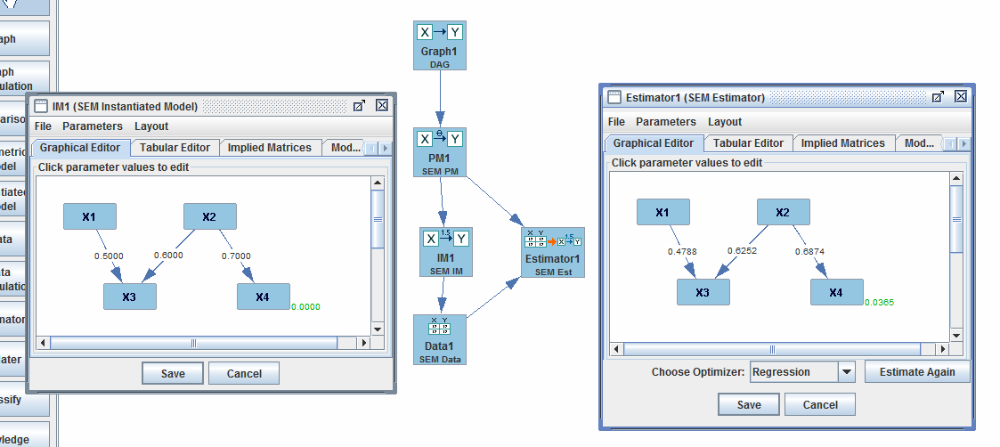 aph
ph
ulation
ariso
metric
del
tiated
del
ata
ata
ulatio
mator
ater
ssify
vledge
X Y
Graph1
DAG
Θ
X Y
PM1
SEM PM
1.5
X Y
IM1
SEM IM
X Y
Data1
SEM Data
X Y 1.5
X Y
Estimator1
SEM Est
IM1 (SEM Instantiated Model)
File Parameters Layout
Graphical Editor Tabular Editor Implied Matrices Mod...
Click parameter values to edit
X1 X2
0.5000 0.6000 0.7000
X3 X4
0.0000
Save Cancel
Estimator1 (SEM Estimator)
File Parameters Layout
Graphical Editor Tabular Editor Implied Matrices Mod...
Click parameter values to edit
X1 X2
0.4788 0.6252 0.6874
X3 X4
0.0365
Choose Optimizer: Regression Estimate Again
Save Cancel